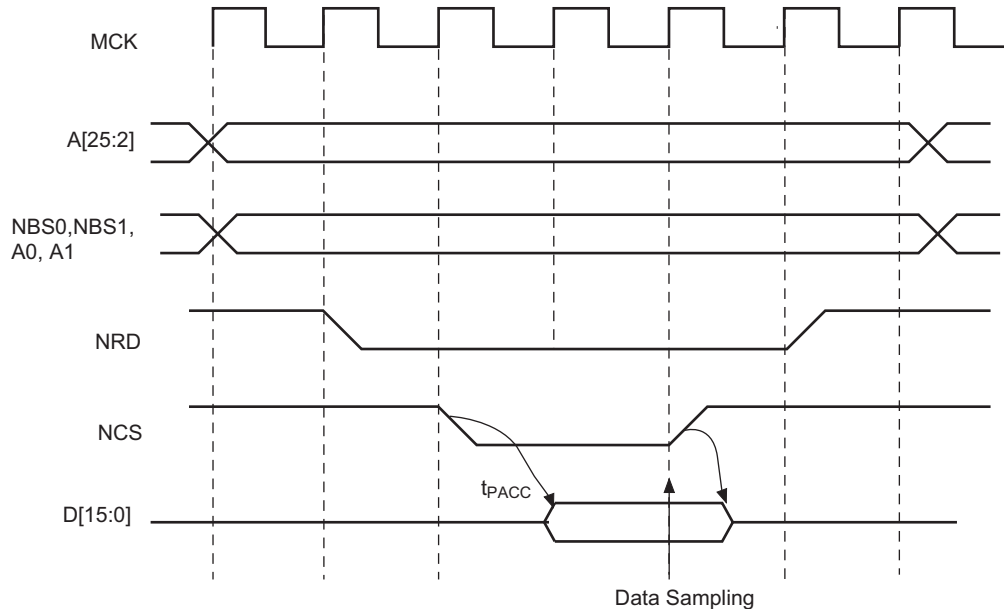 MCK
A[25:2]
NBS0,NBS1,
A0, A1
NRD
NCS
tPACC
D[15:0]
Data Sampling